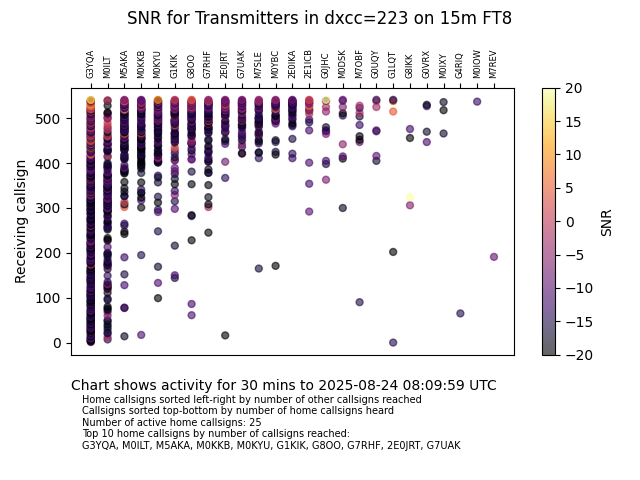 SNR for Transmitters in dxcc=223 on 15m FT8
G3YQA M0ILT M5AKA M0KKB M0KYU G1KIK G8OO G7RHF 2E0JRT G7UAK M7SLE M0YBC 2E0IKA 2E1ICB G0JHC M0DSK M7OBF G0UQY G1LQT G8IKK G0VRX M0IXY G4RIQ M0IOW M7REV
500
400
300
200
100
0
Receiving callsign
20
15
10
5
0
−5
−10
−15
−20
SNR
Chart shows activity for 30 mins to 2025-08-24 08:09:59 UTC
Home callsigns sorted left-right by number of other callsigns reached
Callsigns sorted top-bottom by number of home callsigns heard
Number of active home callsigns: 25
Top 10 home callsigns by number of callsigns reached:
G3YQA, M0ILT, M5AKA, M0KKB, M0KYU, G1KIK, G8OO, G7RHF, 2E0JRT, G7UAK